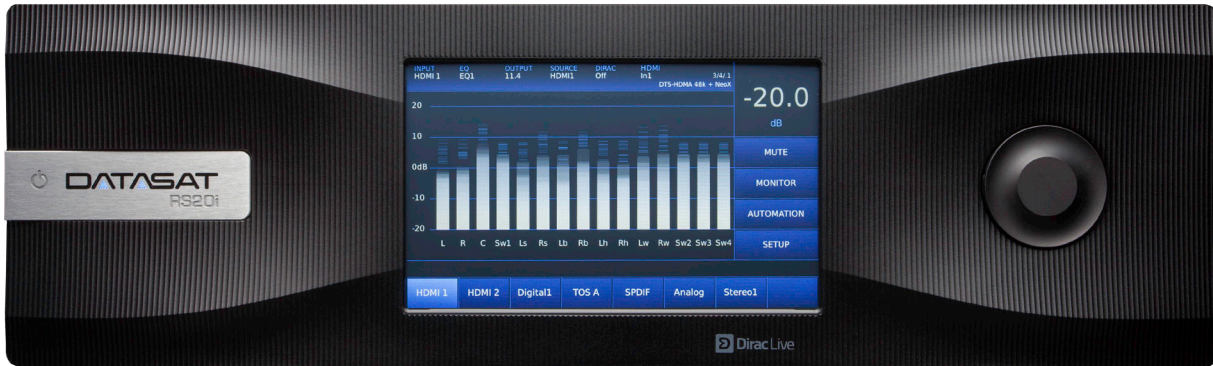 INPUT EQ OUTPUT SOURCE DIRAC HDMI
HDMI 1 EQ1 11.4 HDMI1 Off In1 3/4/.1
DTS-HDMA 48k + NeoX
-20.0
dB
20
10
0dB
-10
-20
L R C Sw1 Ls Rs Lb Rb Lh Rh Lw Rw Sw2 Sw3 Sw4
MUTE
MONITOR
AUTOMATION
SETUP
DATASAT
RS20i
HDMI 1 HDMI 2 Digital1 TOS A SPDIF Analog Stereo1
Dirac Live